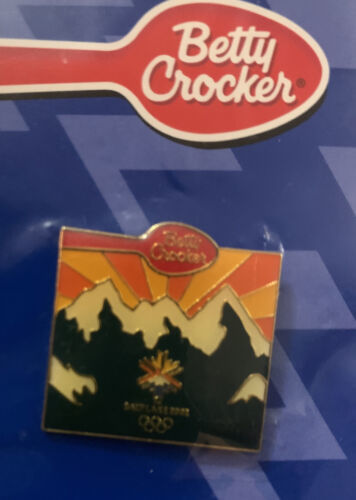 Betty
Crocker®
Betty
Crocker
SALT LAKE 2002